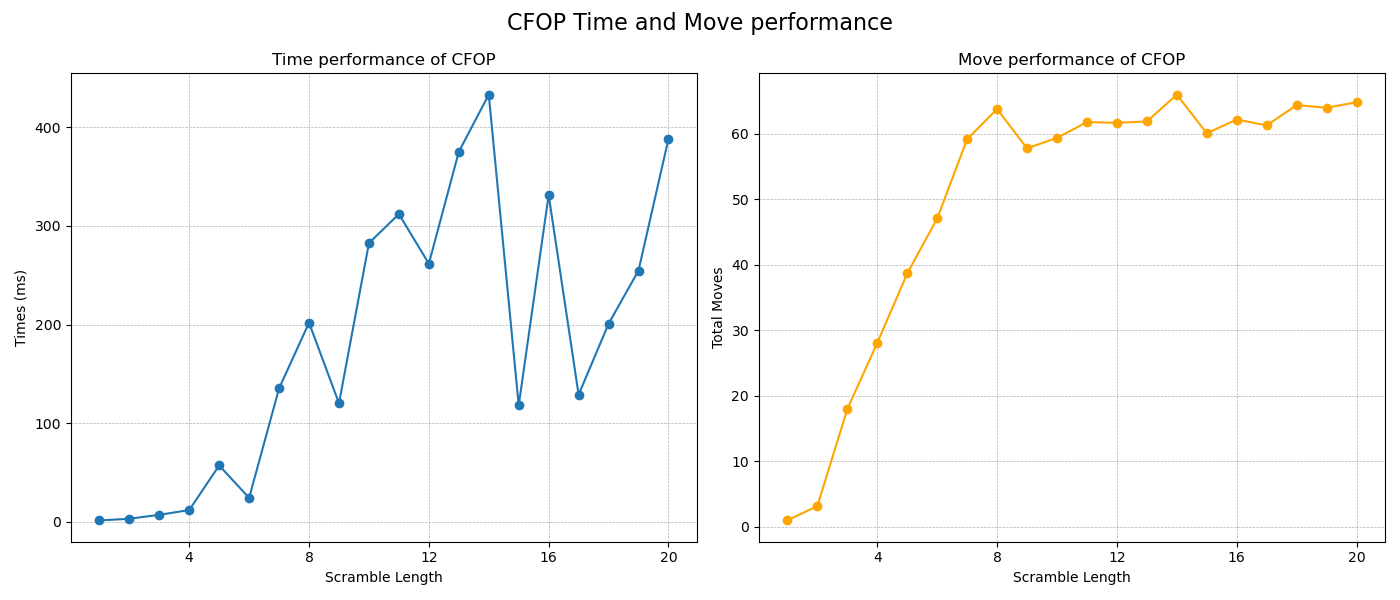 CFOP Time and Move performance
Time performance of CFOP
Times (ms)
400
300
200
100
0
4 8 12 16 20
Scramble Length
Move performance of CFOP
Total Moves
60
50
40
30
20
10
0
4 8 12 16 20
Scramble Length